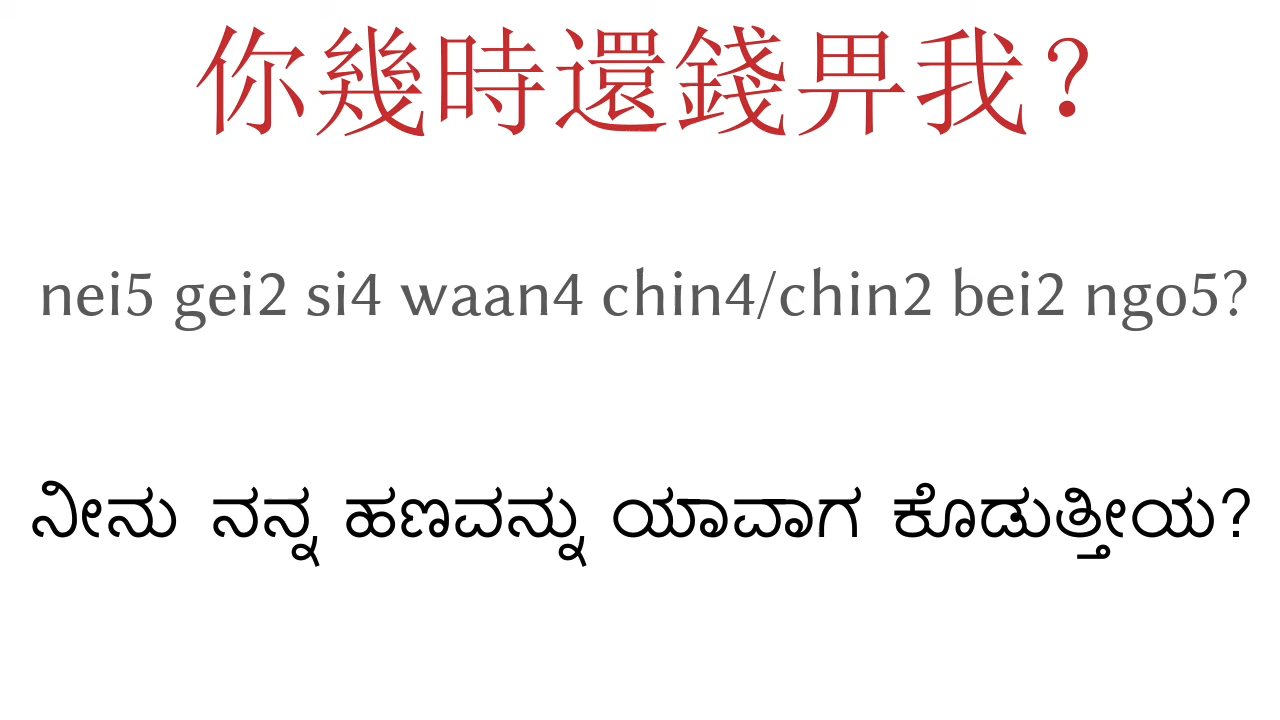 你幾時還錢畀我？
nei5 gei2 si4 waan4 chin4/chin2 bei2 ngo5?
ನೀನು ನನ್ನ ಹಣವನ್ನು ಯಾವಾಗ ಕೊಡುತ್ತೀಯ?